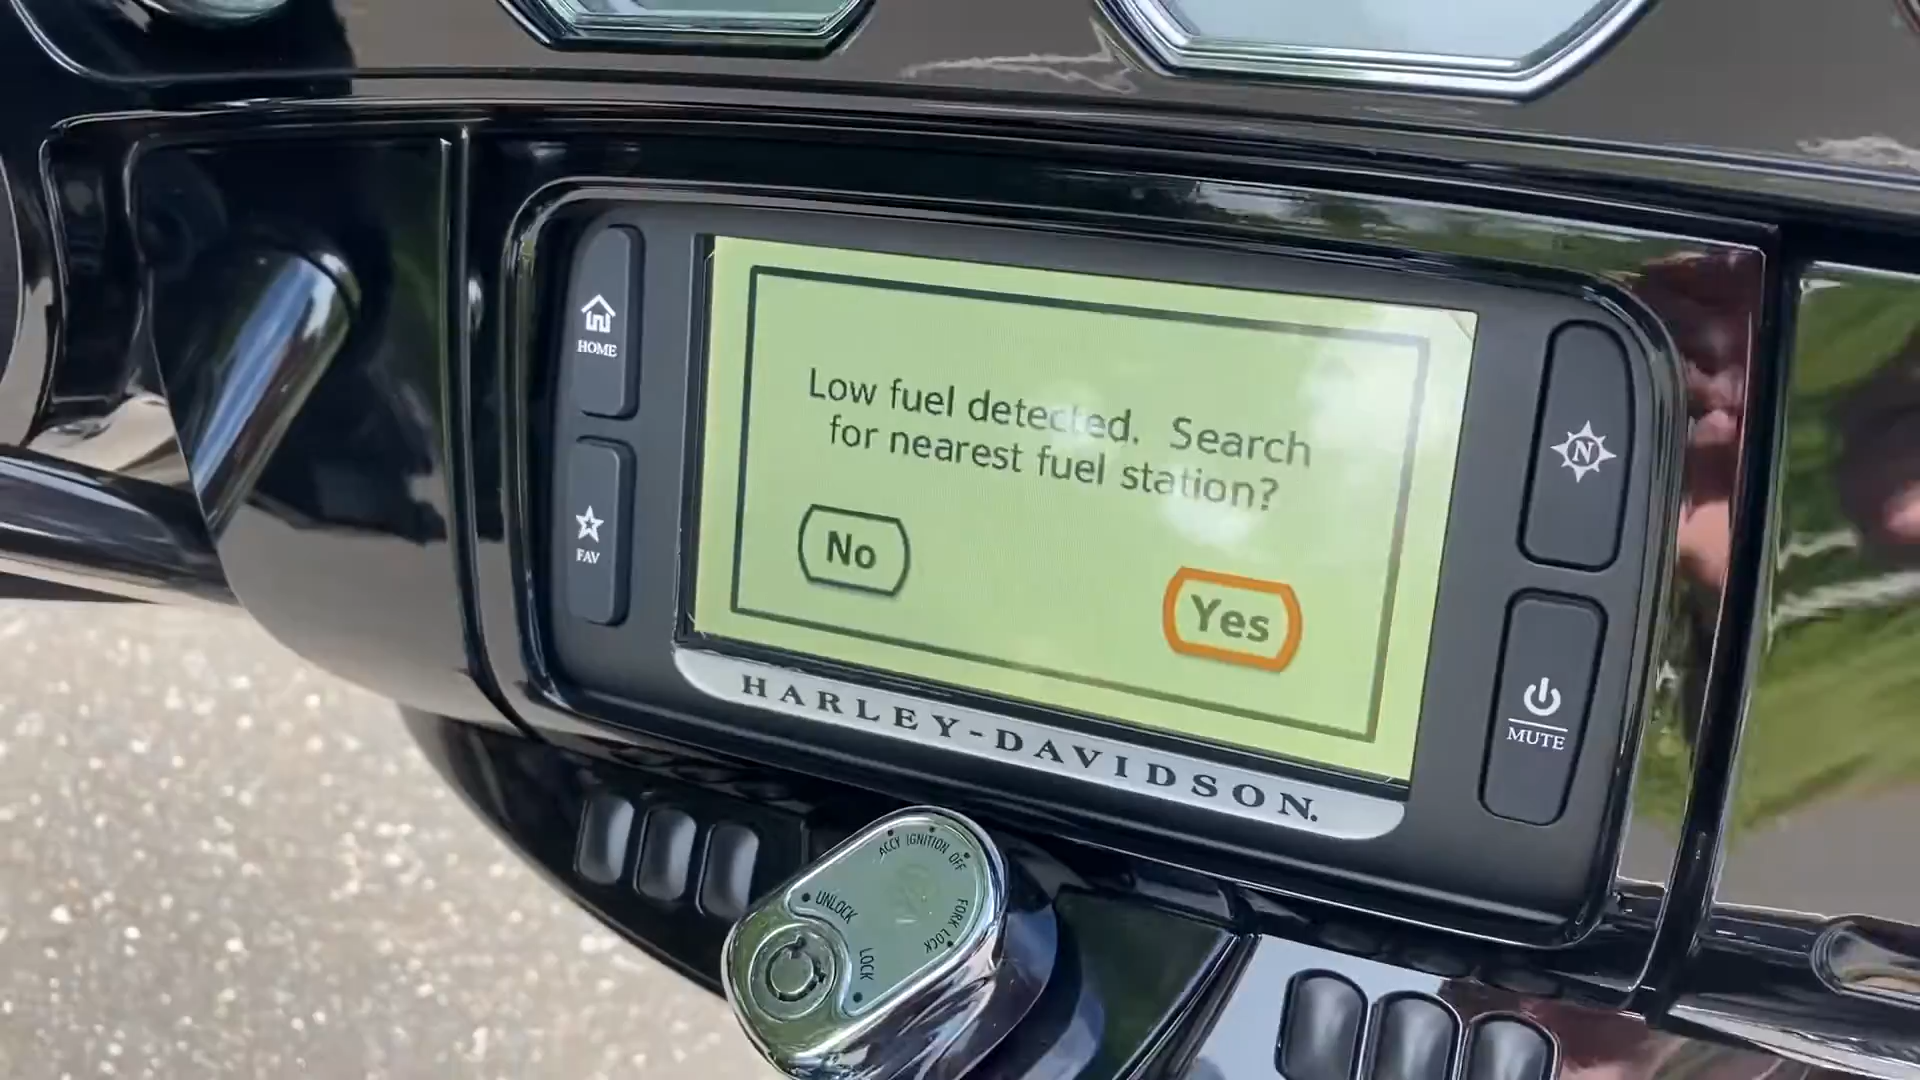 HOME
FAV
Low fuel detected. Search
for nearest fuel station?
No
Yes
N
MUTE
HARLEY-DAVIDSON.
ACCY IGNITION OFF
UNLOCK
FORK LOCK
LOCK